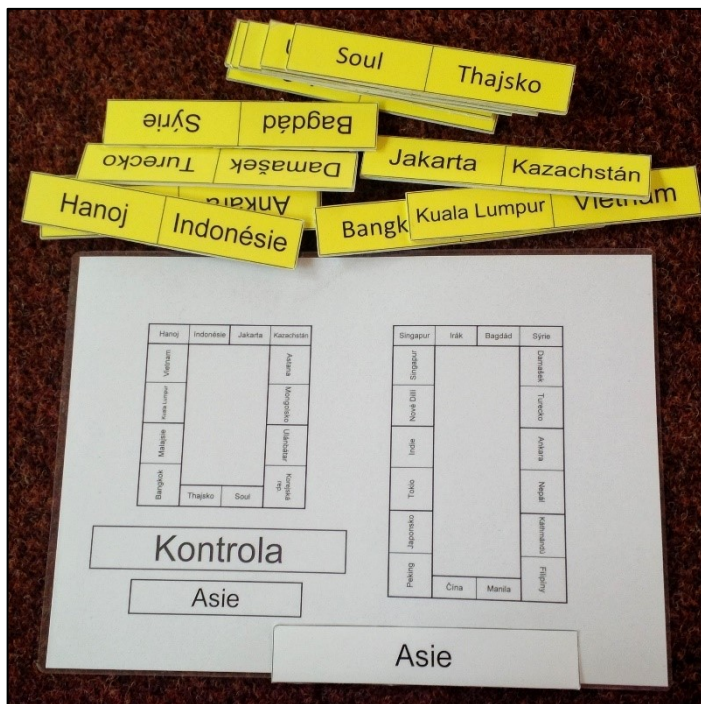 Soul Thajsko
Sýrie Bagdád
Turecko Damašek
Jakarta Kazachstán
Ankara
Hanoj Indonésie
Kuala Lumpur Vietnam
Hanoj Indonésie Jakarta Kazachstán
Vietnam Astana
Kuala Lumpur Mongolsko
Malajsie Ulánbátar
Bangkok Korejská rep.
Thajsko Soul
Singapur Irák Bagdád Sýrie
Singapur Damašek
Nové Dillí Turecko
Indie Ankara
Tokio Nepál
Japonsko Káthmándú
Peking Filipíny
Čína Manila
Kontrola
Asie
Asie